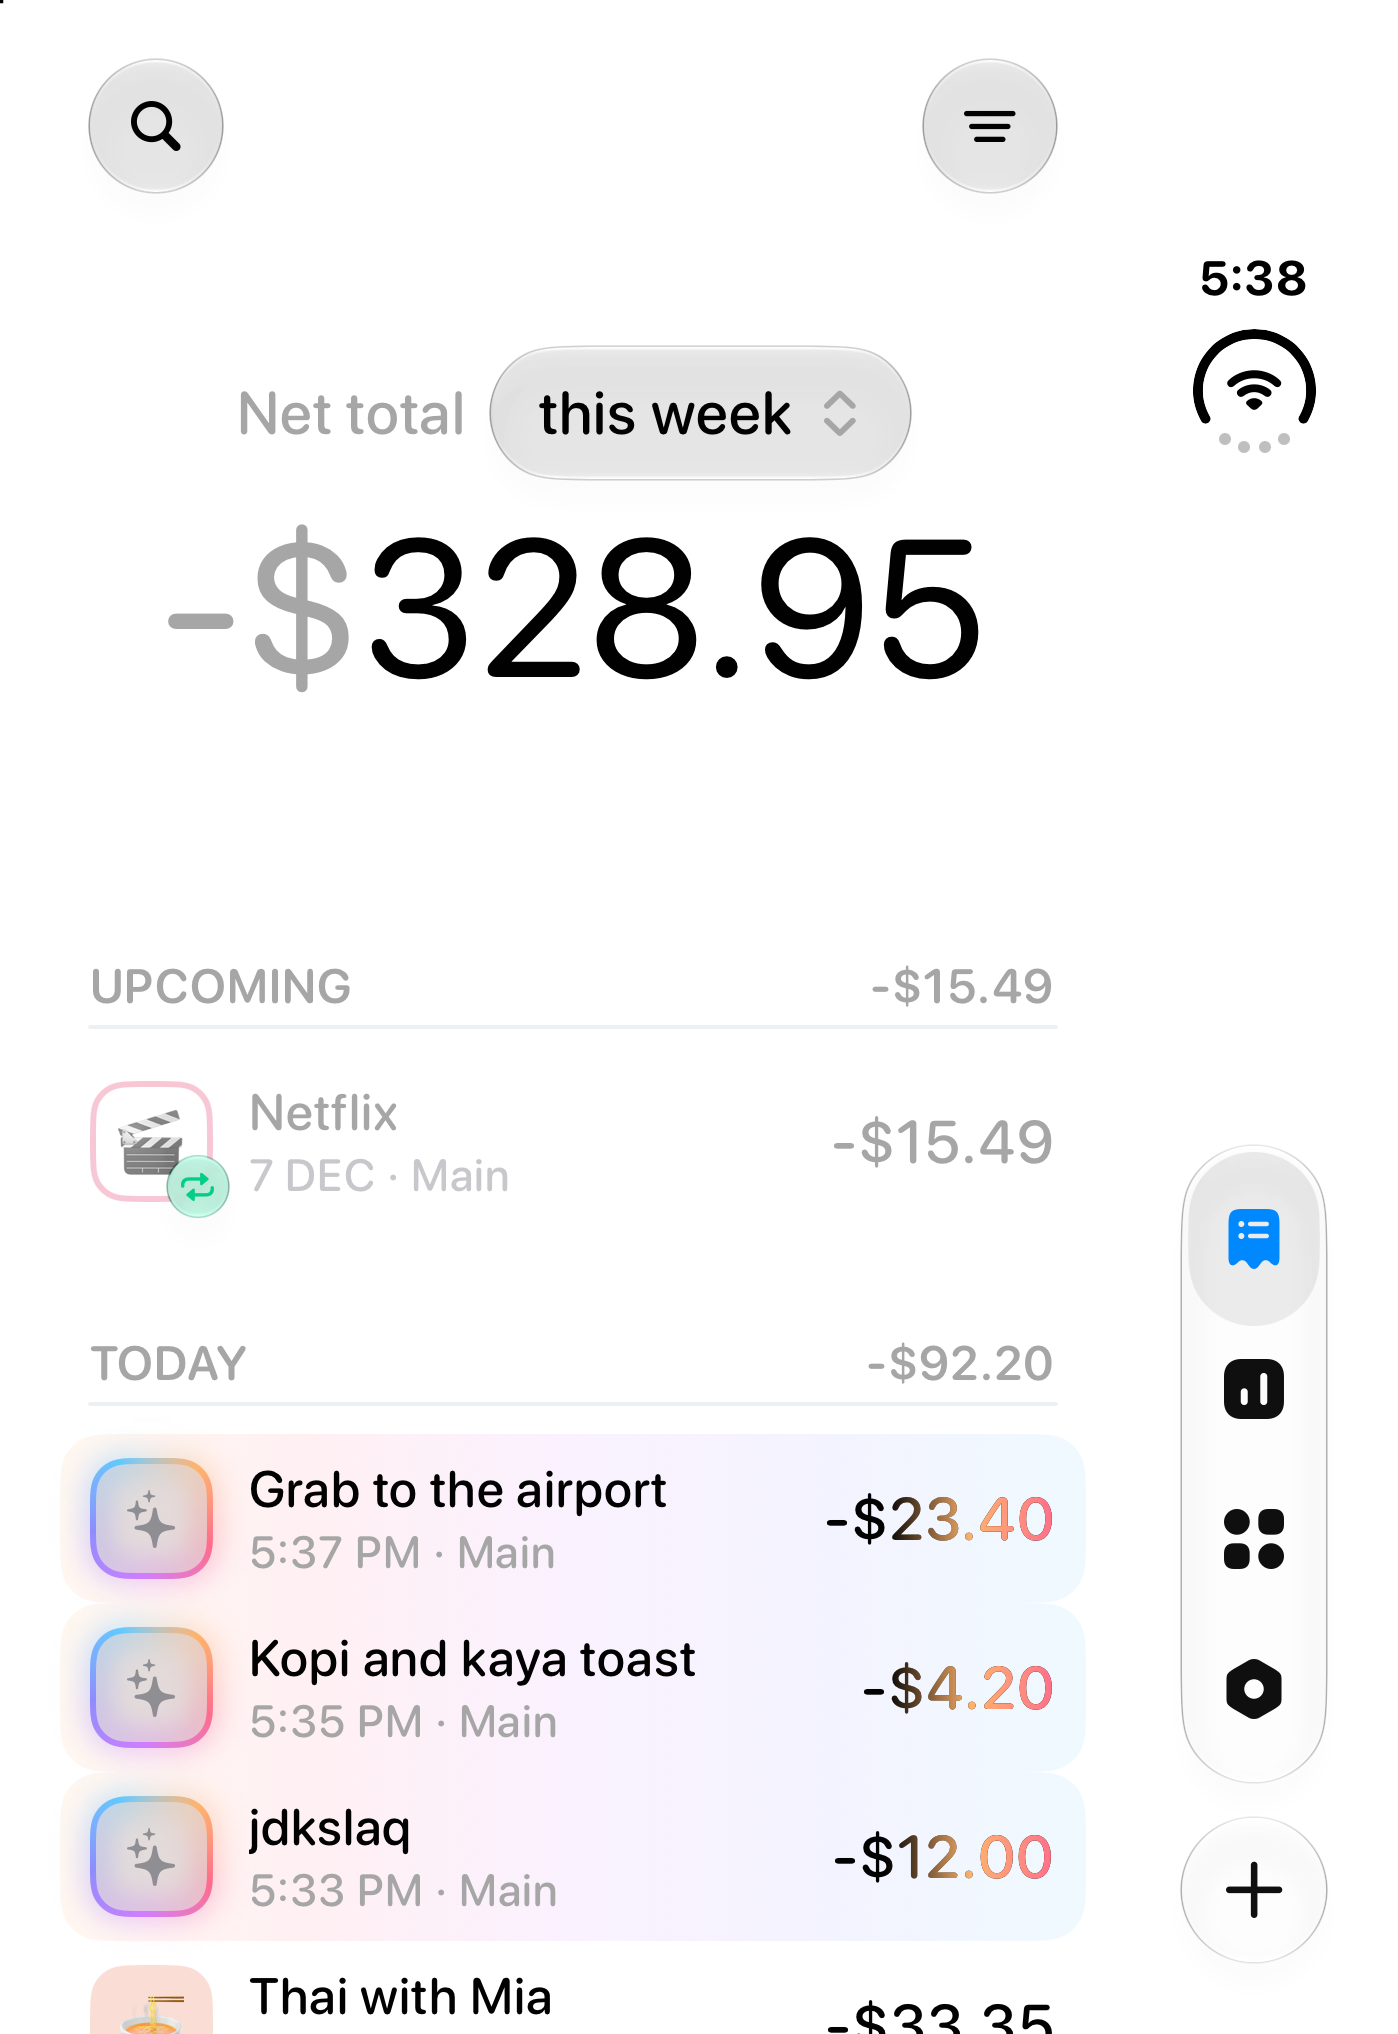 5:38
Net total this week
-$328.95
UPCOMING -$15.49
Netflix -$15.49
7 DEC · Main
TODAY -$92.20
Grab to the airport -$23.40
5:37 PM · Main
Kopi and kaya toast -$4.20
5:35 PM · Main
jdkslaq -$12.00
5:33 PM · Main
Thai with Mia -$33.35